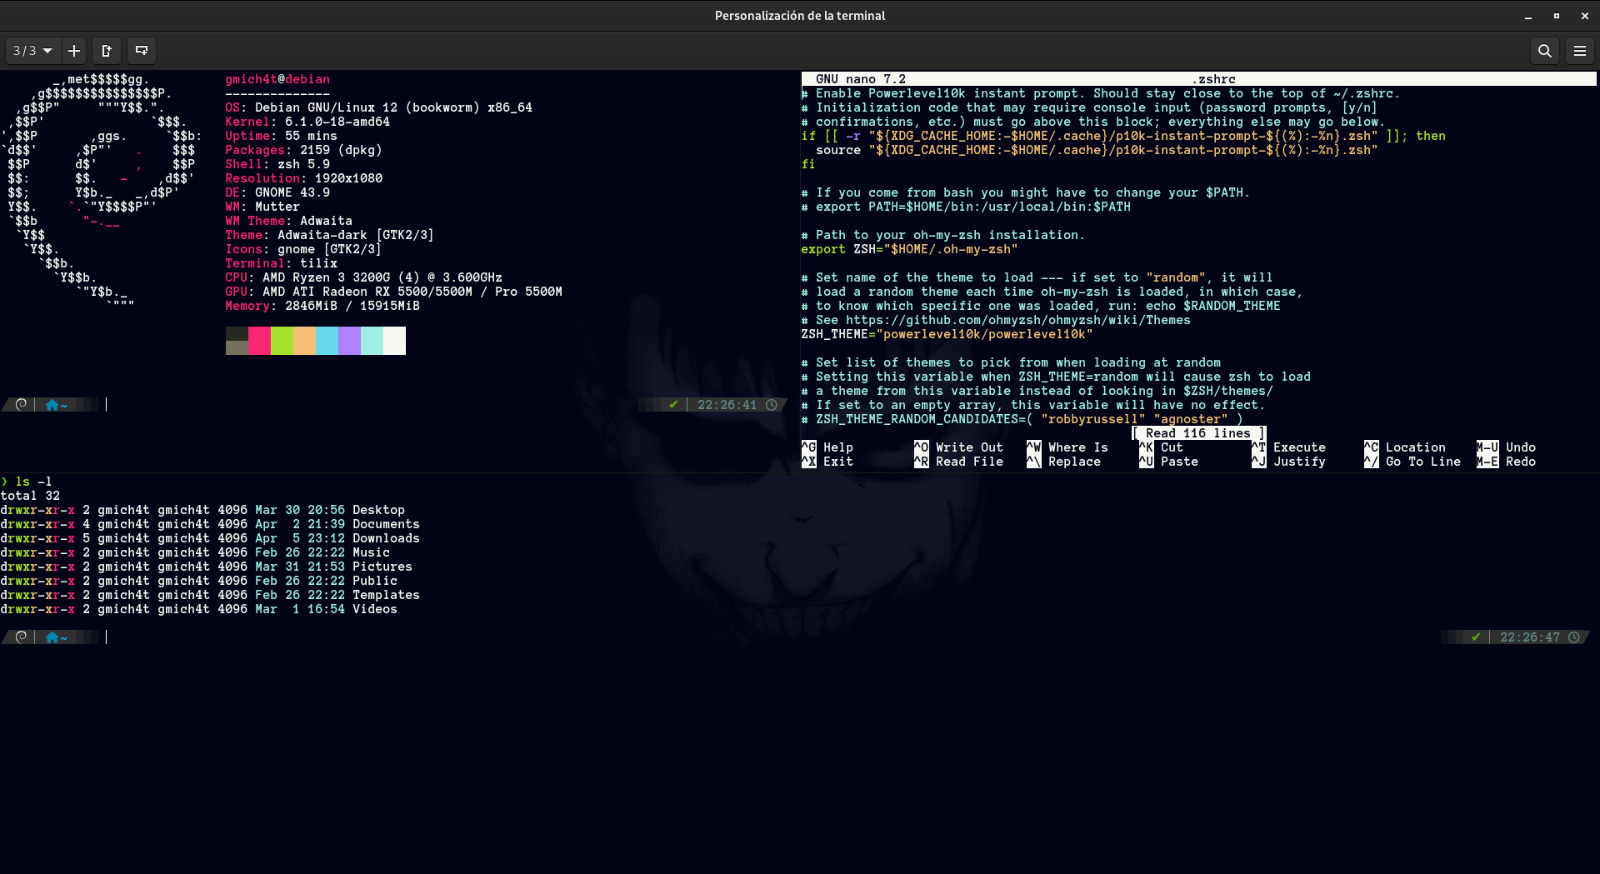 Personalización de la terminal
3 / 3
_,met$$$$$gg.
,g$$$$$$$$$$$$$$$P.
,g$$P"     """Y$$.".
,$$P'              `$$$.
',$$P       ,ggs.     `$$b:
`d$$'     ,$P"'   .    $$$
$$P      d$'     ,    $$P
$$:      $$.   -    ,d$$'
$$;      Y$b._   _,d$P'
Y$$.    `.`"Y$$$$P"'
`$$b      "-.__
`Y$$
`Y$$.
`$$b.
`Y$$b.
`"Y$b._
`"""
gmich4t@debian
--------------
OS: Debian GNU/Linux 12 (bookworm) x86_64
Kernel: 6.1.0-18-amd64
Uptime: 55 mins
Packages: 2159 (dpkg)
Shell: zsh 5.9
Resolution: 1920x1080
DE: GNOME 43.9
WM: Mutter
WM Theme: Adwaita
Theme: Adwaita-dark [GTK2/3]
Icons: gnome [GTK2/3]
Terminal: tilix
CPU: AMD Ryzen 3 3200G (4) @ 3.600GHz
GPU: AMD ATI Radeon RX 5500/5500M / Pro 5500M
Memory: 2846MiB / 15915MiB
~ ✔ 22:26:41
GNU nano 7.2 .zshrc
# Enable Powerlevel10k instant prompt. Should stay close to the top of ~/.zshrc.
# Initialization code that may require console input (password prompts, [y/n]
# confirmations, etc.) must go above this block; everything else may go below.
if [[ -r "${XDG_CACHE_HOME:-$HOME/.cache}/p10k-instant-prompt-${(%):-%n}.zsh" ]]; then
source "${XDG_CACHE_HOME:-$HOME/.cache}/p10k-instant-prompt-${(%):-%n}.zsh"
fi
# If you come from bash you might have to change your $PATH.
# export PATH=$HOME/bin:/usr/local/bin:$PATH
# Path to your oh-my-zsh installation.
export ZSH="$HOME/.oh-my-zsh"
# Set name of the theme to load --- if set to "random", it will
# load a random theme each time oh-my-zsh is loaded, in which case,
# to know which specific one was loaded, run: echo $RANDOM_THEME
# See https://github.com/ohmyzsh/ohmyzsh/wiki/Themes
ZSH_THEME="powerlevel10k/powerlevel10k"
# Set list of themes to pick from when loading at random
# Setting this variable when ZSH_THEME=random will cause zsh to load
# a theme from this variable instead of looking in $ZSH/themes/
# If set to an empty array, this variable will have no effect.
# ZSH_THEME_RANDOM_CANDIDATES=( "robbyrussell" "agnoster" )
[ Read 116 lines ]
^G Help ^O Write Out ^W Where Is ^K Cut ^T Execute ^C Location M-U Undo
^X Exit ^R Read File ^\ Replace ^U Paste ^J Justify ^/ Go To Line M-E Redo
❯ ls -l
total 32
drwxr-xr-x 2 gmich4t gmich4t 4096 Mar 30 20:56 Desktop
drwxr-xr-x 4 gmich4t gmich4t 4096 Apr  2 21:39 Documents
drwxr-xr-x 5 gmich4t gmich4t 4096 Apr  5 23:12 Downloads
drwxr-xr-x 2 gmich4t gmich4t 4096 Feb 26 22:22 Music
drwxr-xr-x 2 gmich4t gmich4t 4096 Mar 31 21:53 Pictures
drwxr-xr-x 2 gmich4t gmich4t 4096 Feb 26 22:22 Public
drwxr-xr-x 2 gmich4t gmich4t 4096 Feb 26 22:22 Templates
drwxr-xr-x 2 gmich4t gmich4t 4096 Mar  1 16:54 Videos
~ ✔ 22:26:47